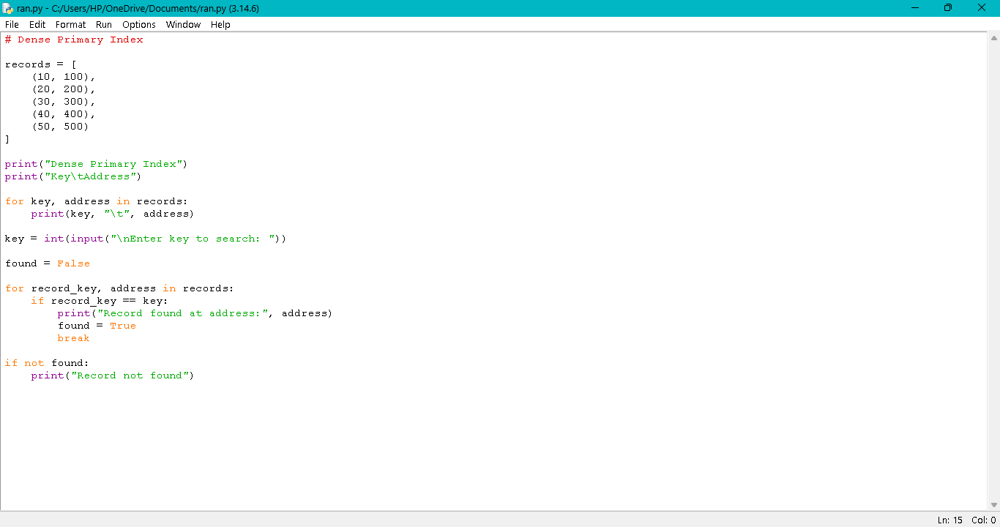 ran.py - C:/Users/HP/OneDrive/Documents/ran.py (3.14.6)
File Edit Format Run Options Window Help
# Dense Primary Index

records = [
    (10, 100),
    (20, 200),
    (30, 300),
    (40, 400),
    (50, 500)
]

print("Dense Primary Index")
print("Key\tAddress")

for key, address in records:
    print(key, "\t", address)

key = int(input("\nEnter key to search: "))

found = False

for record_key, address in records:
    if record_key == key:
        print("Record found at address:", address)
        found = True
        break

if not found:
    print("Record not found")
Ln: 15 Col: 0